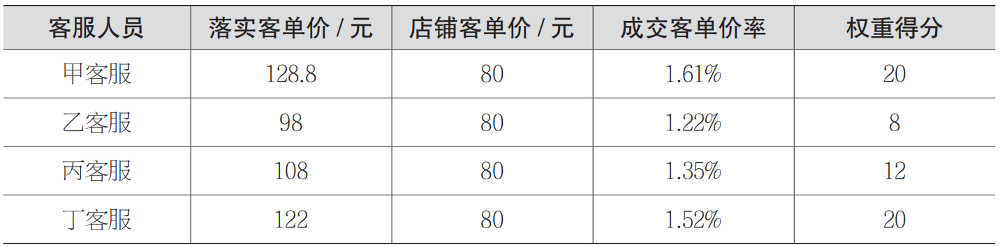 客服人员 落实客单价 / 元 店铺客单价 / 元 成交客单价率 权重得分
甲客服 128.8 80 1.61% 20
乙客服 98 80 1.22% 8
丙客服 108 80 1.35% 12
丁客服 122 80 1.52% 20